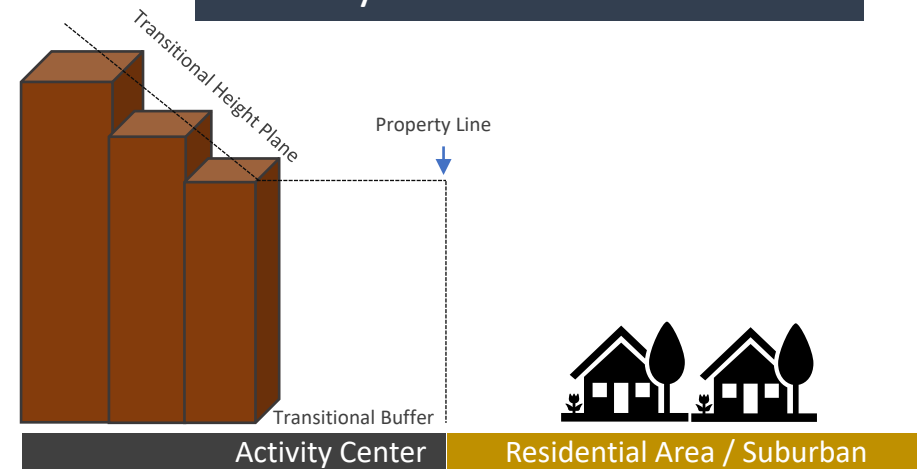 Transitional Height Plane
Property Line
Transitional Buffer
Activity Center
Residential Area / Suburban